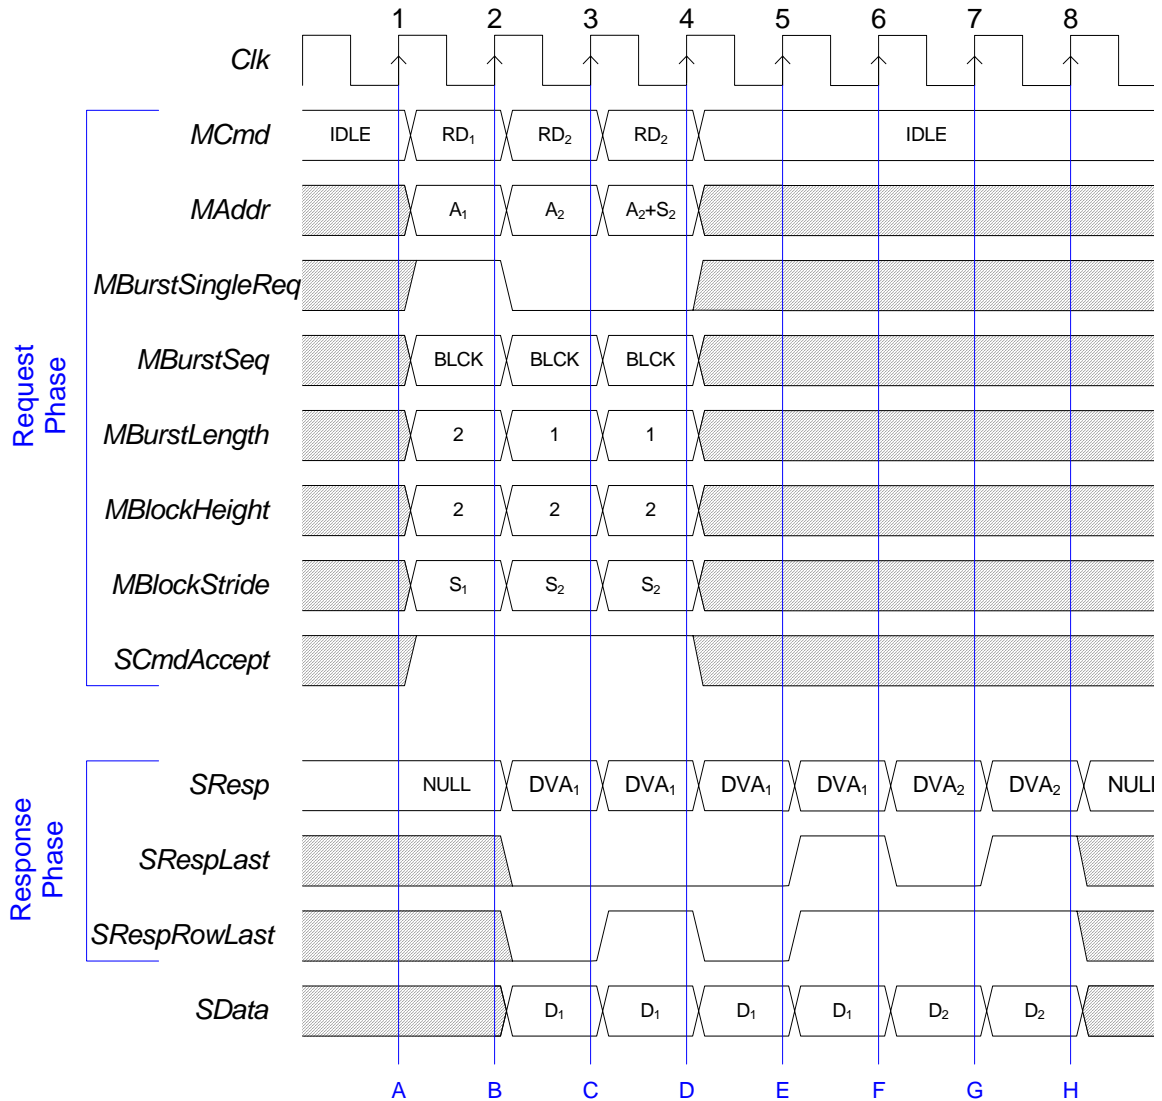 1 2 3 4 5 6 7 8
Clk
MCmd IDLE RD₁ RD₂ RD₂ IDLE
MAddr A₁ A₂ A₂+S₂
MBurstSingleReq
MBurstSeq BLCK BLCK BLCK
MBurstLength 2 1 1
MBlockHeight 2 2 2
MBlockStride S₁ S₂ S₂
SCmdAccept
Request
Phase
SResp NULL DVA₁ DVA₁ DVA₁ DVA₁ DVA₂ DVA₂ NULL
SRespLast
SRespRowLast
Response
Phase
SData D₁ D₁ D₁ D₁ D₂ D₂
A B C D E F G H